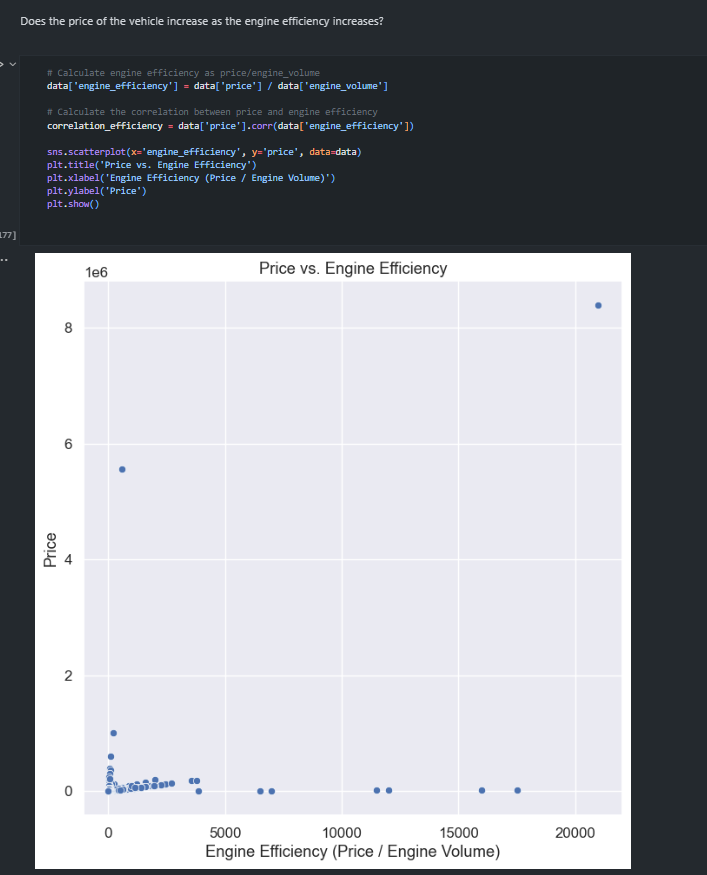 Does the price of the vehicle increase as the engine efficiency increases?
# Calculate engine efficiency as price/engine_volume
data['engine_efficiency'] = data['price'] / data['engine_volume']
# Calculate the correlation between price and engine efficiency
correlation_efficiency = data['price'].corr(data['engine_efficiency'])
sns.scatterplot(x='engine_efficiency', y='price', data=data)
plt.title('Price vs. Engine Efficiency')
plt.xlabel('Engine Efficiency (Price / Engine Volume)')
plt.ylabel('Price')
plt.show()
177]
Price vs. Engine Efficiency
1e6
8
6
4
2
0
Price
0 5000 10000 15000 20000
Engine Efficiency (Price / Engine Volume)